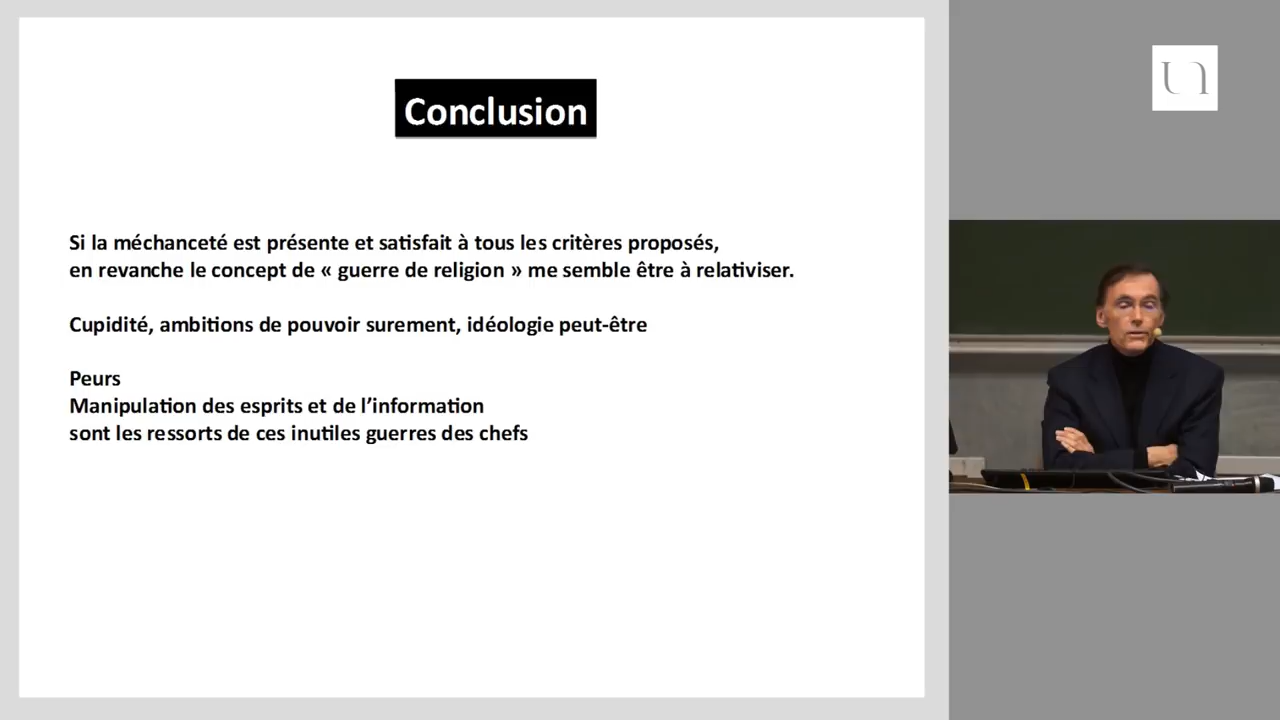 Conclusion
Si la méchanceté est présente et satisfait à tous les critères proposés,
en revanche le concept de « guerre de religion » me semble être à relativiser.
Cupidité, ambitions de pouvoir surement, idéologie peut-être
Peurs
Manipulation des esprits et de l’information
sont les ressorts de ces inutiles guerres des chefs